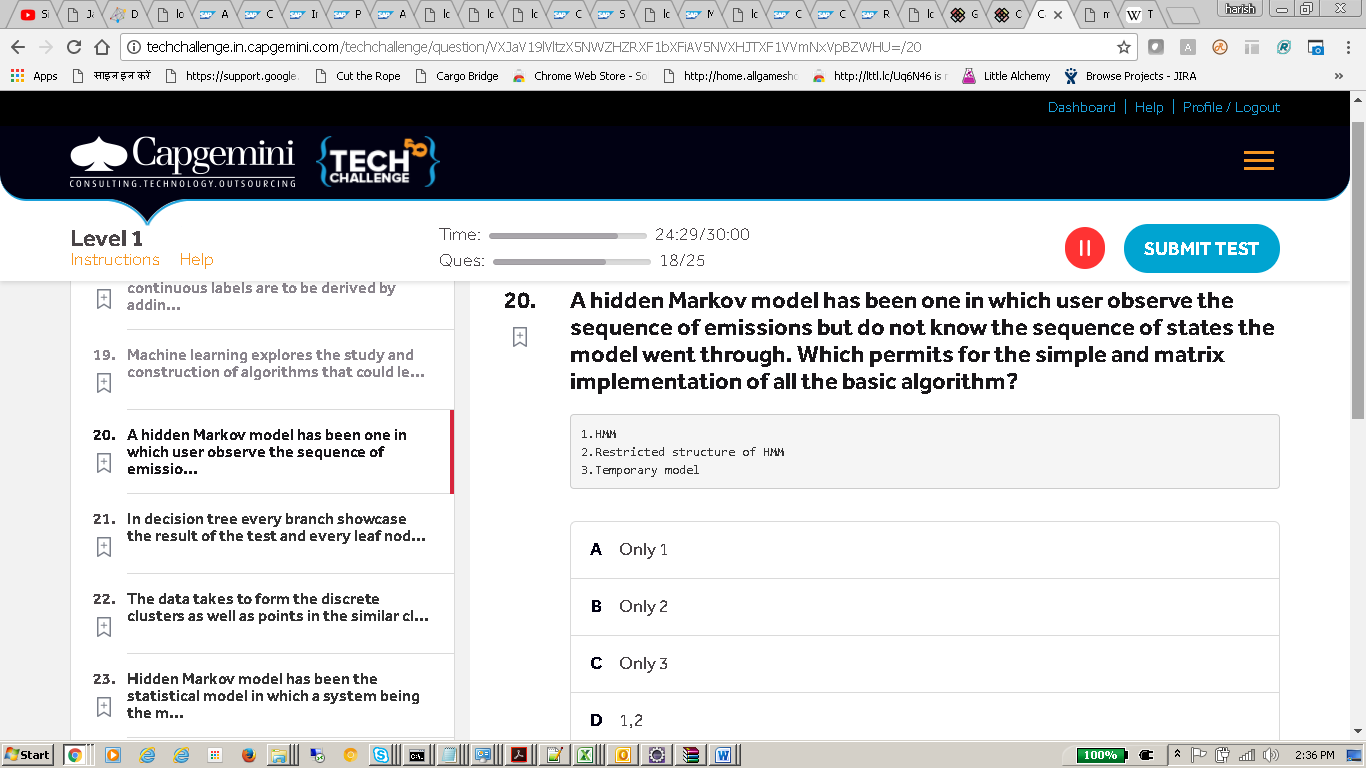 harish
techchallenge.in.capgemini.com/techchallenge/question/
Apps साइज इन करें https://support.google. Cut the Rope Cargo Bridge Chrome Web Store - So http://home.allgamesho http://lttl.lc/Uq6N46 is r Little Alchemy Browse Projects - JIRA »
Dashboard | Help | Profile / Logout
Capgemini
CONSULTING.TECHNOLOGY.OUTSOURCING
{TECH50
CHALLENGE}
Level 1
Instructions Help
Time: 24:29/30:00
Ques: 18/25
SUBMIT TEST
continuous labels are to be derived by
addin...
19. Machine learning explores the study and
construction of algorithms that could le...
20. A hidden Markov model has been one in
which user observe the sequence of
emissio...
21. In decision tree every branch showcase
the result of the test and every leaf nod...
22. The data takes to form the discrete
clusters as well as points in the similar cl...
23. Hidden Markov model has been the
statistical model in which a system being
the m...
20. A hidden Markov model has been one in which user observe the
sequence of emissions but do not know the sequence of states the
model went through. Which permits for the simple and matrix
implementation of all the basic algorithm?
1.HMM
2.Restricted structure of HMM
3.Temporary model
A Only 1
B Only 2
C Only 3
D 1,2
Start
100%
2:36 PM